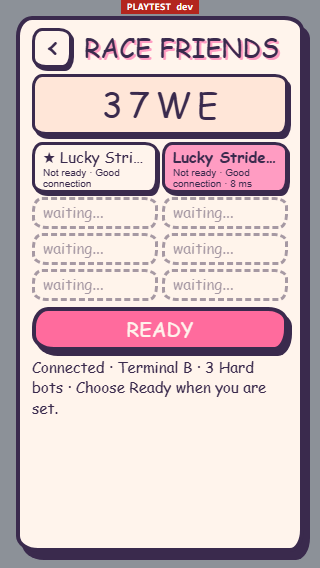 PLAYTEST dev
RACE FRIENDS
37WE
★ Lucky Stri...
Not ready · Good
connection
Lucky Stride...
Not ready · Good
connection · 8 ms
waiting...
waiting...
waiting...
waiting...
waiting...
waiting...
READY
Connected · Terminal B · 3 Hard
bots · Choose Ready when you are
set.